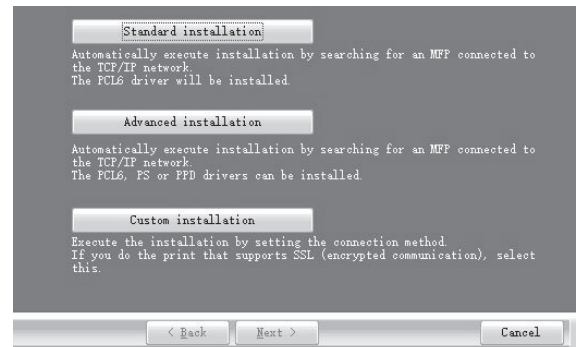 Standard installation
Automatically execute installation by searching for an MFP connected to
the TCP/IP network.
The PCL6 driver will be installed.
Advanced installation
Automatically execute installation by searching for an MFP connected to
the TCP/IP network.
The PCL6, PS or PPD drivers can be installed.
Custom installation
Execute the installation by setting the connection method.
If you do the print that supports SSL (encrypted communication), select
this.
< Back Next > Cancel